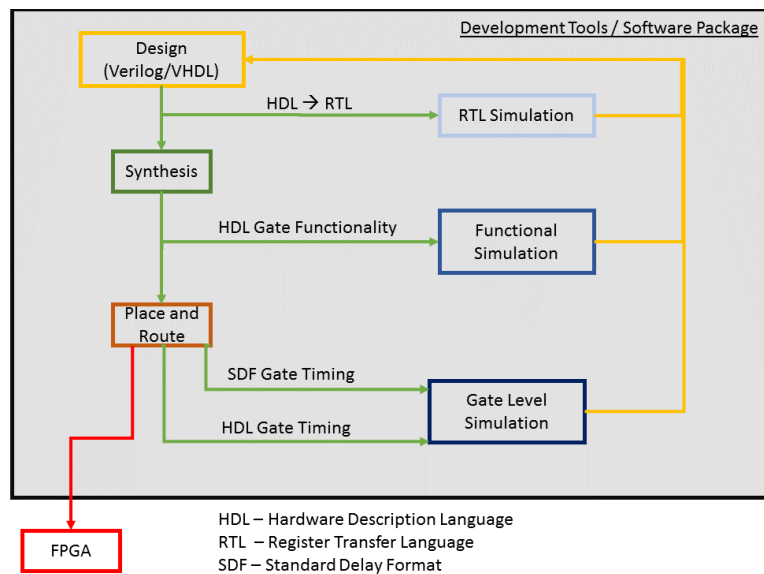 Development Tools / Software Package
Design
(Verilog/VHDL)
HDL → RTL
RTL Simulation
Synthesis
HDL Gate Functionality
Functional
Simulation
Place and
Route
SDF Gate Timing
Gate Level
Simulation
HDL Gate Timing
HDL – Hardware Description Language
RTL – Register Transfer Language
SDF – Standard Delay Format
FPGA